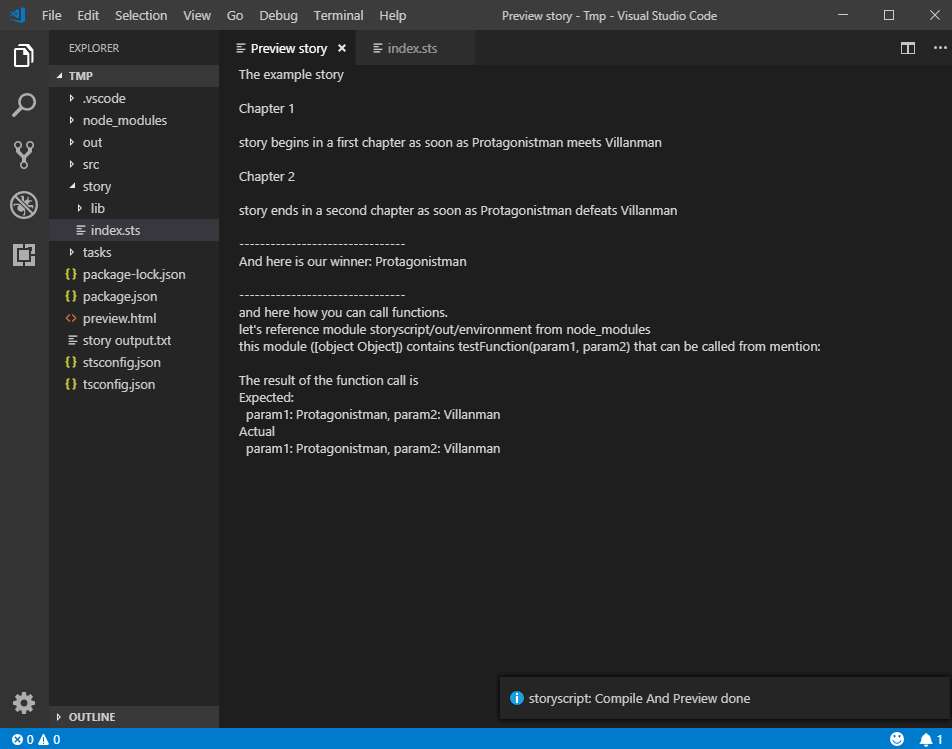 File Edit Selection View Go Debug Terminal Help Preview story - Tmp - Visual Studio Code
EXPLORER
TMP
.vscode
node_modules
out
src
story
lib
index.sts
tasks
package-lock.json
package.json
preview.html
story output.txt
stsconfig.json
tsconfig.json
OUTLINE
Preview story index.sts
The example story
Chapter 1
story begins in a first chapter as soon as Protagonistman meets Villanman
Chapter 2
story ends in a second chapter as soon as Protagonistman defeats Villanman
--------------------------------
And here is our winner: Protagonistman
--------------------------------
and here how you can call functions.
let's reference module storyscript/out/environment from node_modules
this module ([object Object]) contains testFunction(param1, param2) that can be called from mention:
The result of the function call is
Expected:
param1: Protagonistman, param2: Villanman
Actual
param1: Protagonistman, param2: Villanman
storyscript: Compile And Preview done
0 0 1